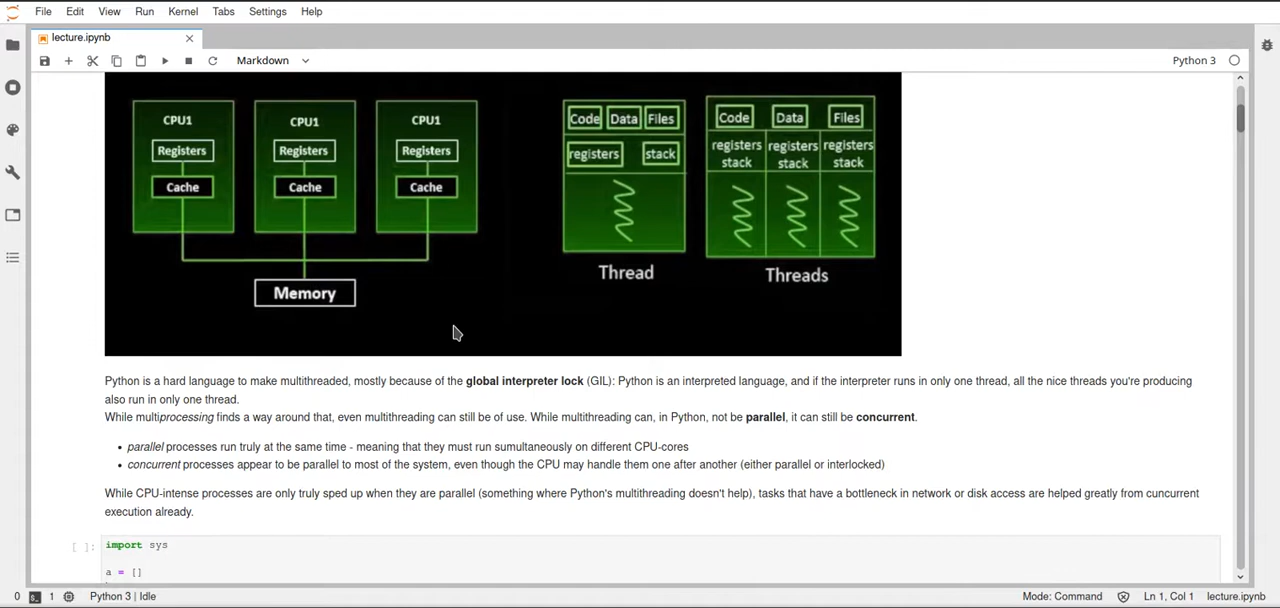 File Edit View Run Kernel Tabs Settings Help
lecture.ipynb
Markdown
Python 3
CPU1 CPU1 CPU1
Registers Registers Registers
Cache Cache Cache
Memory
Code Data Files
registers stack
Thread
Code Data Files
registers registers registers
stack stack stack
Threads
Python is a hard language to make multithreaded, mostly because of the global interpreter lock (GIL): Python is an interpreted language, and if the interpreter runs in only one thread, all the nice threads you're producing
also run in only one thread.
While multiprocessing finds a way around that, even multithreading can still be of use. While multithreading can, in Python, not be parallel, it can still be concurrent.
• parallel processes run truly at the same time - meaning that they must run sumultaneously on different CPU-cores
• concurrent processes appear to be parallel to most of the system, even though the CPU may handle them one after another (either parallel or interlocked)
While CPU-intense processes are only truly sped up when they are parallel (something where Python's multithreading doesn't help), tasks that have a bottleneck in network or disk access are helped greatly from cuncurrent
execution already.
[ ]: import sys
a = []
0 1 Python 3 | Idle Mode: Command Ln 1, Col 1 lecture.ipynb